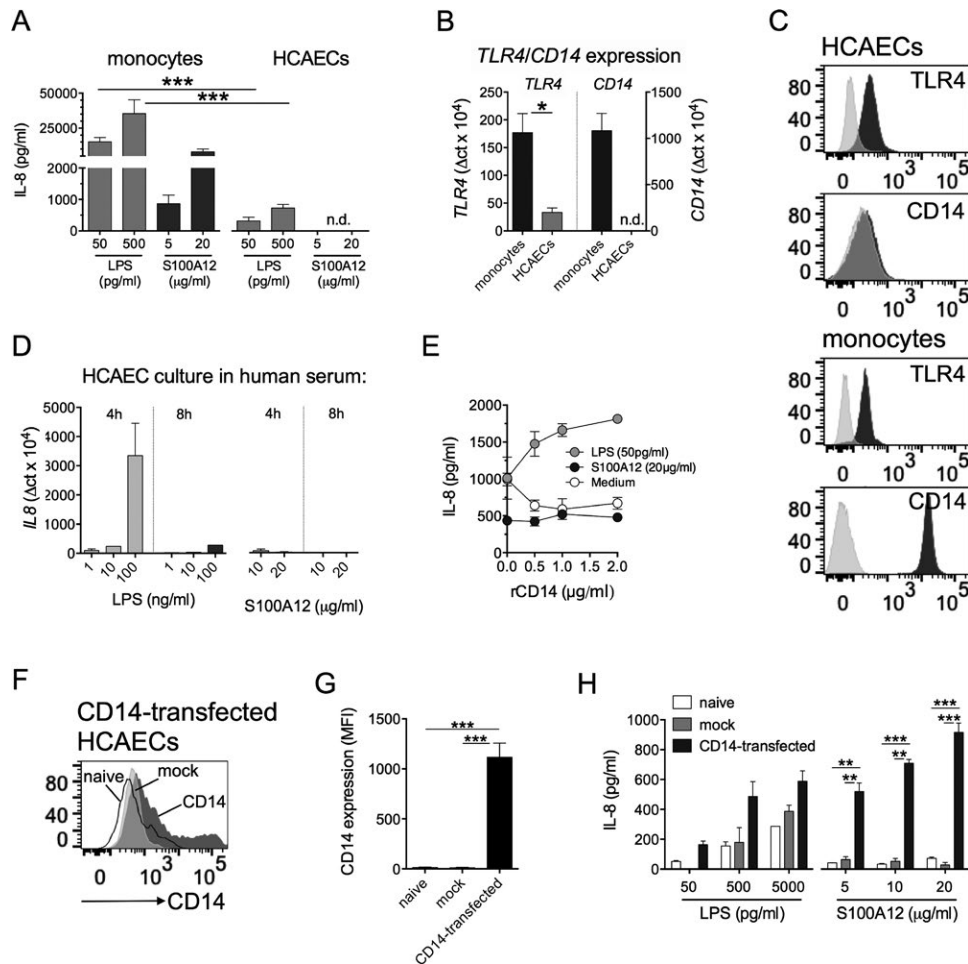 A
monocytes
HCAECs
***
***
IL-8 (pg/ml)
50000
25000
2000
1000
0
n.d.
50 500 5 20 50 500 5 20
LPS S100A12 LPS S100A12
(pg/ml) (µg/ml) (pg/ml) (µg/ml)
B
TLR4/CD14 expression
TLR4 CD14
*
TLR4 (Δct x 10⁴)
250
200
150
100
50
0
1500
1000
500
0
CD14 (Δct x 10⁴)
n.d.
monocytes
HCAECs
monocytes
HCAECs
C
HCAECs
TLR4
80
40
0
0 10³ 10⁵
CD14
80
40
0
0 10³ 10⁵
monocytes
TLR4
80
40
0
0 10³ 10⁵
CD14
80
40
0
0 10³ 10⁵
D
HCAEC culture in human serum:
4h 8h 4h 8h
IL8 (Δct x 10⁴)
5000
4000
3000
2000
1000
0
1 10 100 1 10 100 10 20 10 20
LPS (ng/ml) S100A12 (µg/ml)
E
IL-8 (pg/ml)
2000
1500
1000
500
0
LPS (50pg/ml)
S100A12 (20µg/ml)
Medium
0.0 0.5 1.0 1.5 2.0
rCD14 (µg/ml)
F
CD14-transfected
HCAECs
naive
mock
CD14
80
40
0
0 10³ 10⁵
CD14
G
CD14 expression (MFI)
1500
1000
500
0
***
***
naive
mock
CD14-transfected
H
naive
mock
CD14-transfected
IL-8 (pg/ml)
1000
800
600
400
200
0
**
**
***
**
***
***
50 500 5000 5 10 20
LPS (pg/ml) S100A12 (µg/ml)